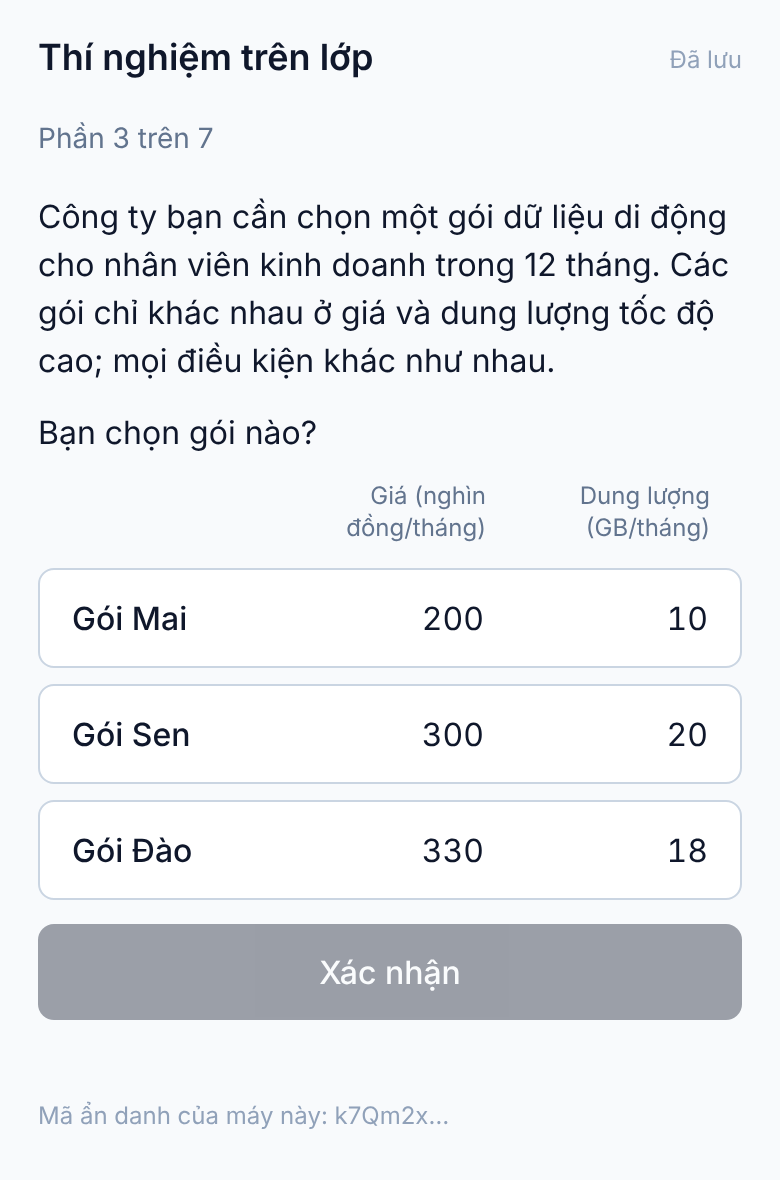 Thí nghiệm trên lớp
Đã lưu
Phần 3 trên 7
Công ty bạn cần chọn một gói dữ liệu di động
cho nhân viên kinh doanh trong 12 tháng. Các
gói chỉ khác nhau ở giá và dung lượng tốc độ
cao; mọi điều kiện khác như nhau.
Bạn chọn gói nào?
Giá (nghìn
đồng/tháng)
Dung lượng
(GB/tháng)
Gói Mai 200 10
Gói Sen 300 20
Gói Đào 330 18
Xác nhận
Mã ẩn danh của máy này: k7Qm2x...